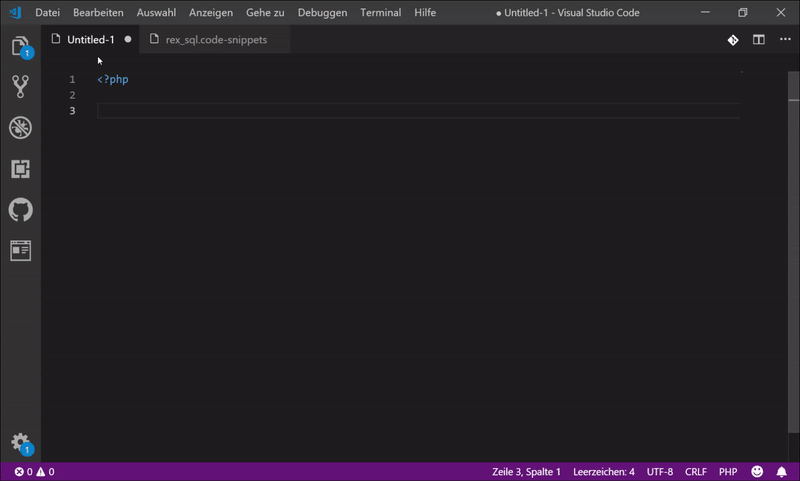 Datei Bearbeiten Auswahl Anzeigen Gehe zu Debuggen Terminal Hilfe ● Untitled-1 - Visual Studio Code
Untitled-1 rex_sql.code-snippets
1
1 <?php
2
3
1
0 0 Zeile 3, Spalte 1 Leerzeichen: 4 UTF-8 CRLF PHP